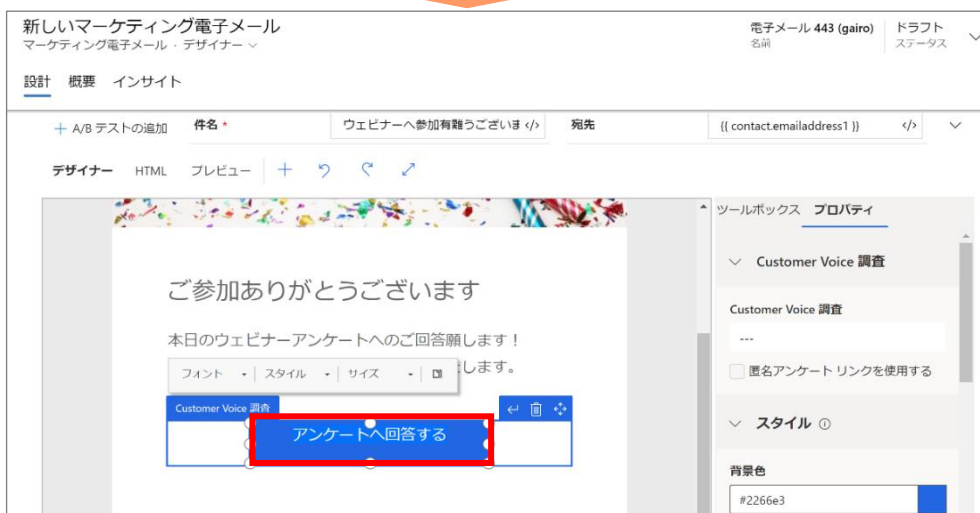 新しいマーケティング電子メール
マーケティング電子メール · デザイナー
電子メール 443 (gairo)
名前
ドラフト
ステータス
設計 概要 インサイト
+ A/B テストの追加
件名 *
ウェビナーへ参加有難うございま </>
宛先
{{ contact.emailaddress1 }} </>
デザイナー HTML プレビュー
ツールボックス プロパティ
ご参加ありがとうございます
本日のウェビナーアンケートへのご回答願します！
します。
フォント スタイル サイズ
Customer Voice 調査
アンケートへ回答する
Customer Voice 調査
Customer Voice 調査
---
匿名アンケート リンクを使用する
スタイル
背景色
#2266e3